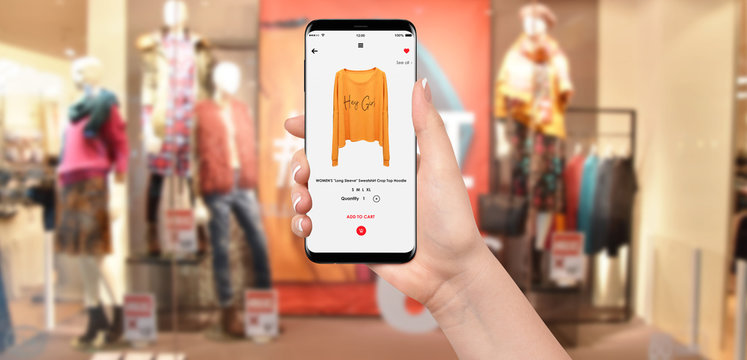 12:00
100%
See all
Hey Girl
WOMEN'S "Long Sleeve" Sweatshirt Crop Top Hoodie
S M L XL
Quantity 1
ADD TO CART